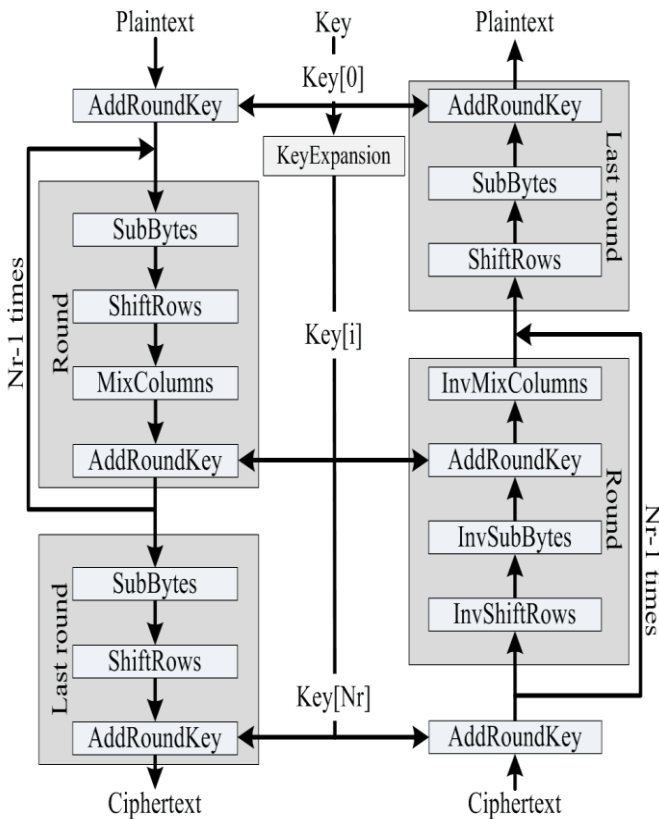 Plaintext
AddRoundKey
Nr-1 times
Round
SubBytes
ShiftRows
MixColumns
AddRoundKey
Last round
SubBytes
ShiftRows
AddRoundKey
Ciphertext
Key
Key[0]
KeyExpansion
Key[i]
Key[Nr]
Plaintext
AddRoundKey
SubBytes
ShiftRows
Last round
InvMixColumns
AddRoundKey
InvSubBytes
InvShiftRows
Round
Nr-1 times
AddRoundKey
Ciphertext